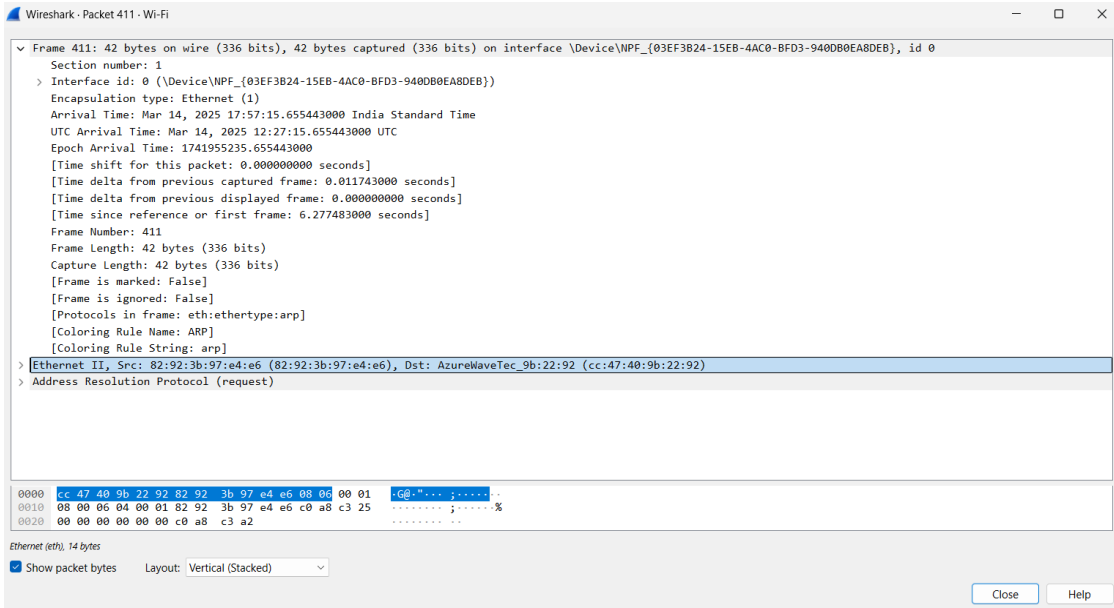 Wireshark · Packet 411 · Wi-Fi
Frame 411: 42 bytes on wire (336 bits), 42 bytes captured (336 bits) on interface \Device\NPF_{03EF3B24-15EB-4AC0-BFD3-940DB0EA8DEB}, id 0
Section number: 1
Interface id: 0 (\Device\NPF_{03EF3B24-15EB-4AC0-BFD3-940DB0EA8DEB})
Encapsulation type: Ethernet (1)
Arrival Time: Mar 14, 2025 17:57:15.655443000 India Standard Time
UTC Arrival Time: Mar 14, 2025 12:27:15.655443000 UTC
Epoch Arrival Time: 1741955235.655443000
[Time shift for this packet: 0.000000000 seconds]
[Time delta from previous captured frame: 0.011743000 seconds]
[Time delta from previous displayed frame: 0.000000000 seconds]
[Time since reference or first frame: 6.277483000 seconds]
Frame Number: 411
Frame Length: 42 bytes (336 bits)
Capture Length: 42 bytes (336 bits)
[Frame is marked: False]
[Frame is ignored: False]
[Protocols in frame: eth:ethertype:arp]
[Coloring Rule Name: ARP]
[Coloring Rule String: arp]
Ethernet II, Src: 82:92:3b:97:e4:e6 (82:92:3b:97:e4:e6), Dst: AzureWaveTec_9b:22:92 (cc:47:40:9b:22:92)
Address Resolution Protocol (request)
0000 cc 47 40 9b 22 92 82 92 3b 97 e4 e6 08 06 00 01 ·G@·"··· ;·······
0010 08 00 06 04 00 01 82 92 3b 97 e4 e6 c0 a8 c3 25 ········ ;······%
0020 00 00 00 00 00 00 c0 a8 c3 a2 ········ ··
Ethernet (eth), 14 bytes
Show packet bytes Layout: Vertical (Stacked)
Close Help